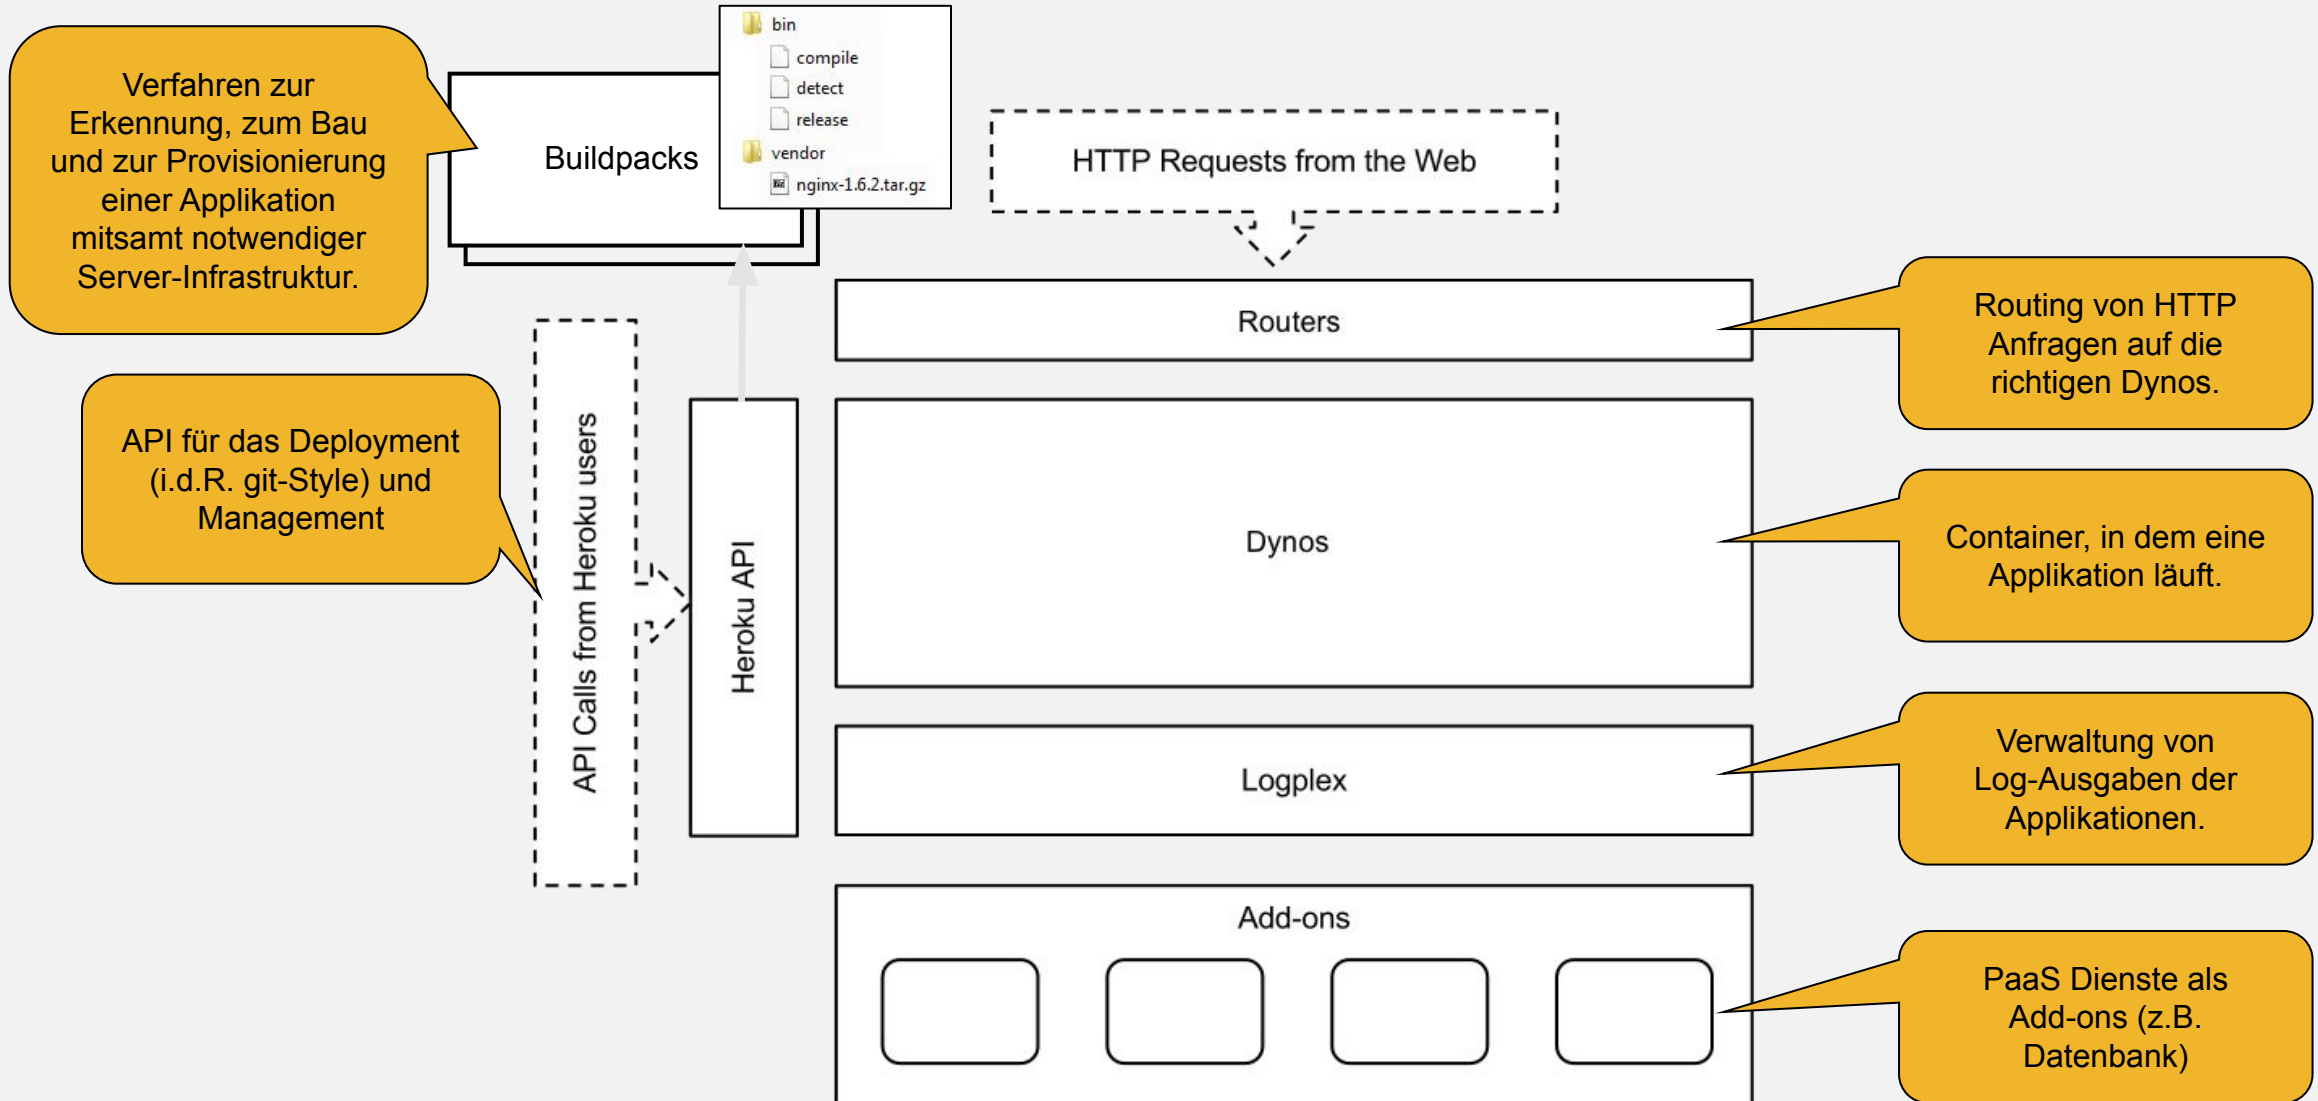 Verfahren zur
Erkennung, zum Bau
und zur Provisionierung
einer Applikation
mitsamt notwendiger
Server-Infrastruktur.
Buildpacks
bin
compile
detect
release
vendor
nginx-1.6.2.tar.gz
HTTP Requests from the Web
Routers
Routing von HTTP
Anfragen auf die
richtigen Dynos.
API für das Deployment
(i.d.R. git-Style) und
Management
API Calls from Heroku users
Heroku API
Dynos
Container, in dem eine
Applikation läuft.
Logplex
Verwaltung von
Log-Ausgaben der
Applikationen.
Add-ons
PaaS Dienste als
Add-ons (z.B.
Datenbank)